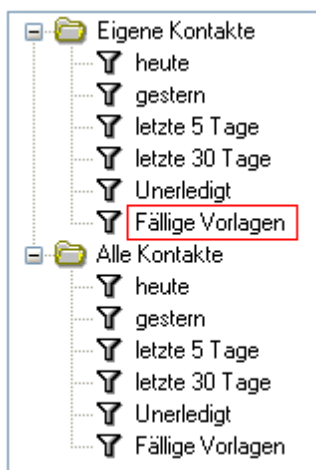 Eigene Kontakte
heute
gestern
letzte 5 Tage
letzte 30 Tage
Unerledigt
Fällige Vorlagen
Alle Kontakte
heute
gestern
letzte 5 Tage
letzte 30 Tage
Unerledigt
Fällige Vorlagen